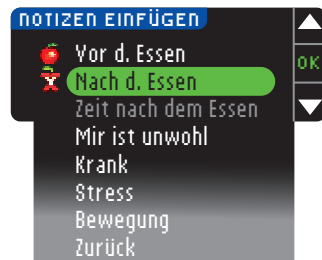 NOTIZEN EINFÜGEN
Vor d. Essen
OK
Nach d. Essen
Zeit nach dem Essen
Mir ist unwohl
Krank
Stress
Bewegung
Zurück